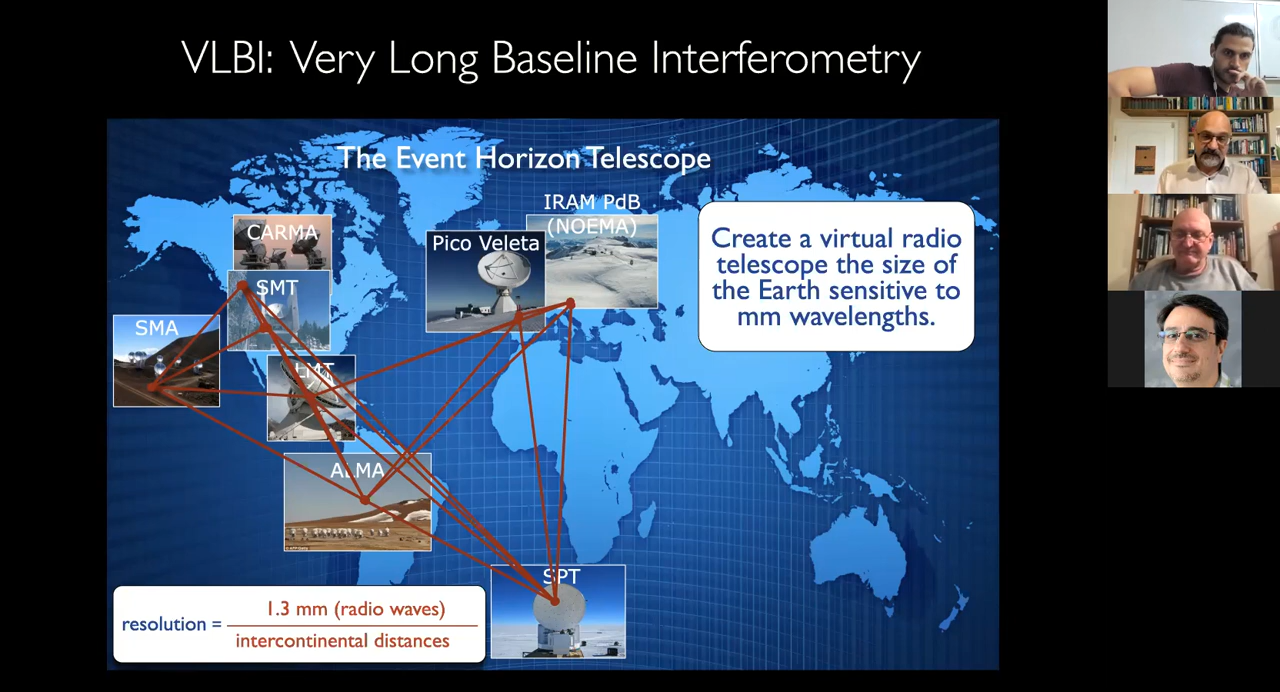 VLBI: Very Long Baseline Interferometry
The Event Horizon Telescope
IRAM PdB
(NOEMA)
CARMA
Pico Veleta
SMT
SMA
LMT
ALMA
SPT
Create a virtual radio
telescope the size of
the Earth sensitive to
mm wavelengths.
resolution =
1.3 mm (radio waves)
intercontinental distances